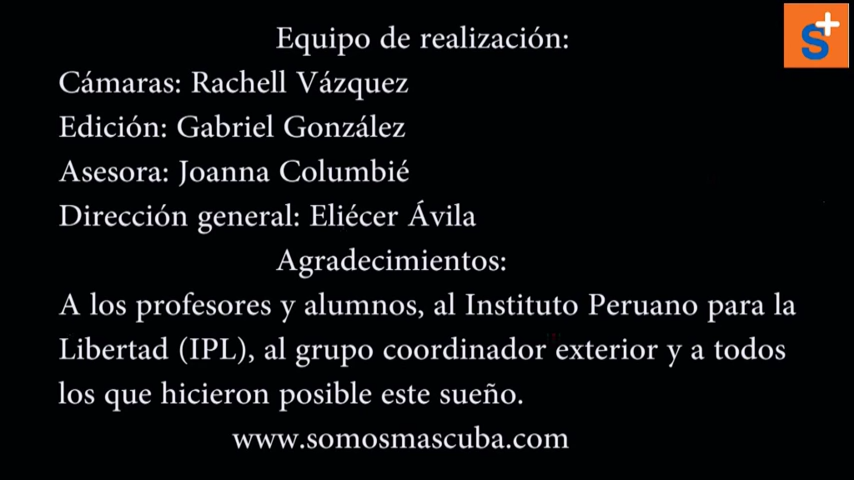 S+
Equipo de realización:
Cámaras: Rachell Vázquez
Edición: Gabriel González
Asesora: Joanna Columbié
Dirección general: Eliécer Ávila
Agradecimientos:
A los profesores y alumnos, al Instituto Peruano para la
Libertad (IPL), al grupo coordinador exterior y a todos
los que hicieron posible este sueño.
www.somosmascuba.com